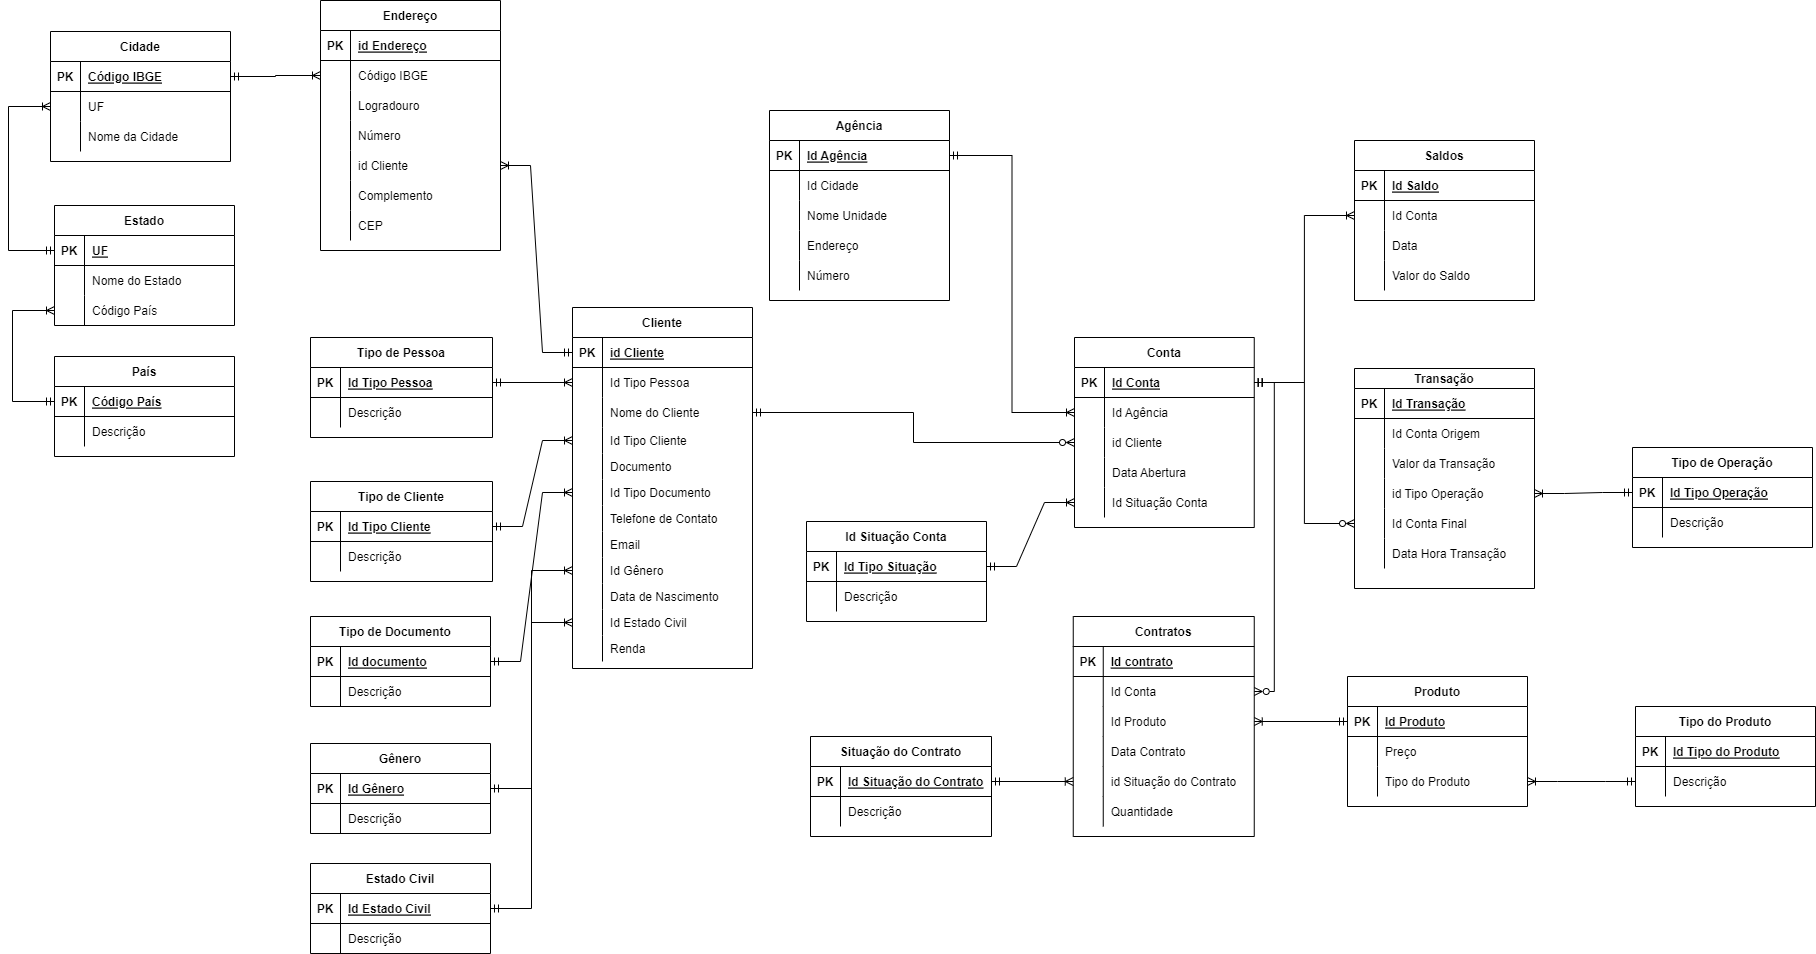 Cidade
PK Código IBGE
UF
Nome da Cidade
Estado
PK UF
Nome do Estado
Código País
País
PK Código País
Descrição
Endereço
PK id Endereço
Código IBGE
Logradouro
Número
id Cliente
Complemento
CEP
Tipo de Pessoa
PK Id Tipo Pessoa
Descrição
Tipo de Cliente
PK Id Tipo Cliente
Descrição
Tipo de Documento
PK Id documento
Descrição
Gênero
PK Id Gênero
Descrição
Estado Civil
PK Id Estado Civil
Descrição
Cliente
PK id Cliente
Id Tipo Pessoa
Nome do Cliente
Id Tipo Cliente
Documento
Id Tipo Documento
Telefone de Contato
Email
Id Gênero
Data de Nascimento
Id Estado Civil
Renda
Agência
PK Id Agência
Id Cidade
Nome Unidade
Endereço
Número
Id Situação Conta
PK Id Tipo Situação
Descrição
Situação do Contrato
PK Id Situação do Contrato
Descrição
Conta
PK Id Conta
Id Agência
id Cliente
Data Abertura
Id Situação Conta
Contratos
PK Id contrato
Id Conta
Id Produto
Data Contrato
id Situação do Contrato
Quantidade
Saldos
PK Id Saldo
Id Conta
Data
Valor do Saldo
Transação
PK Id Transação
Id Conta Origem
Valor da Transação
id Tipo Operação
Id Conta Final
Data Hora Transação
Produto
PK Id Produto
Preço
Tipo do Produto
Tipo de Operação
PK Id Tipo Operação
Descrição
Tipo do Produto
PK Id Tipo do Produto
Descrição